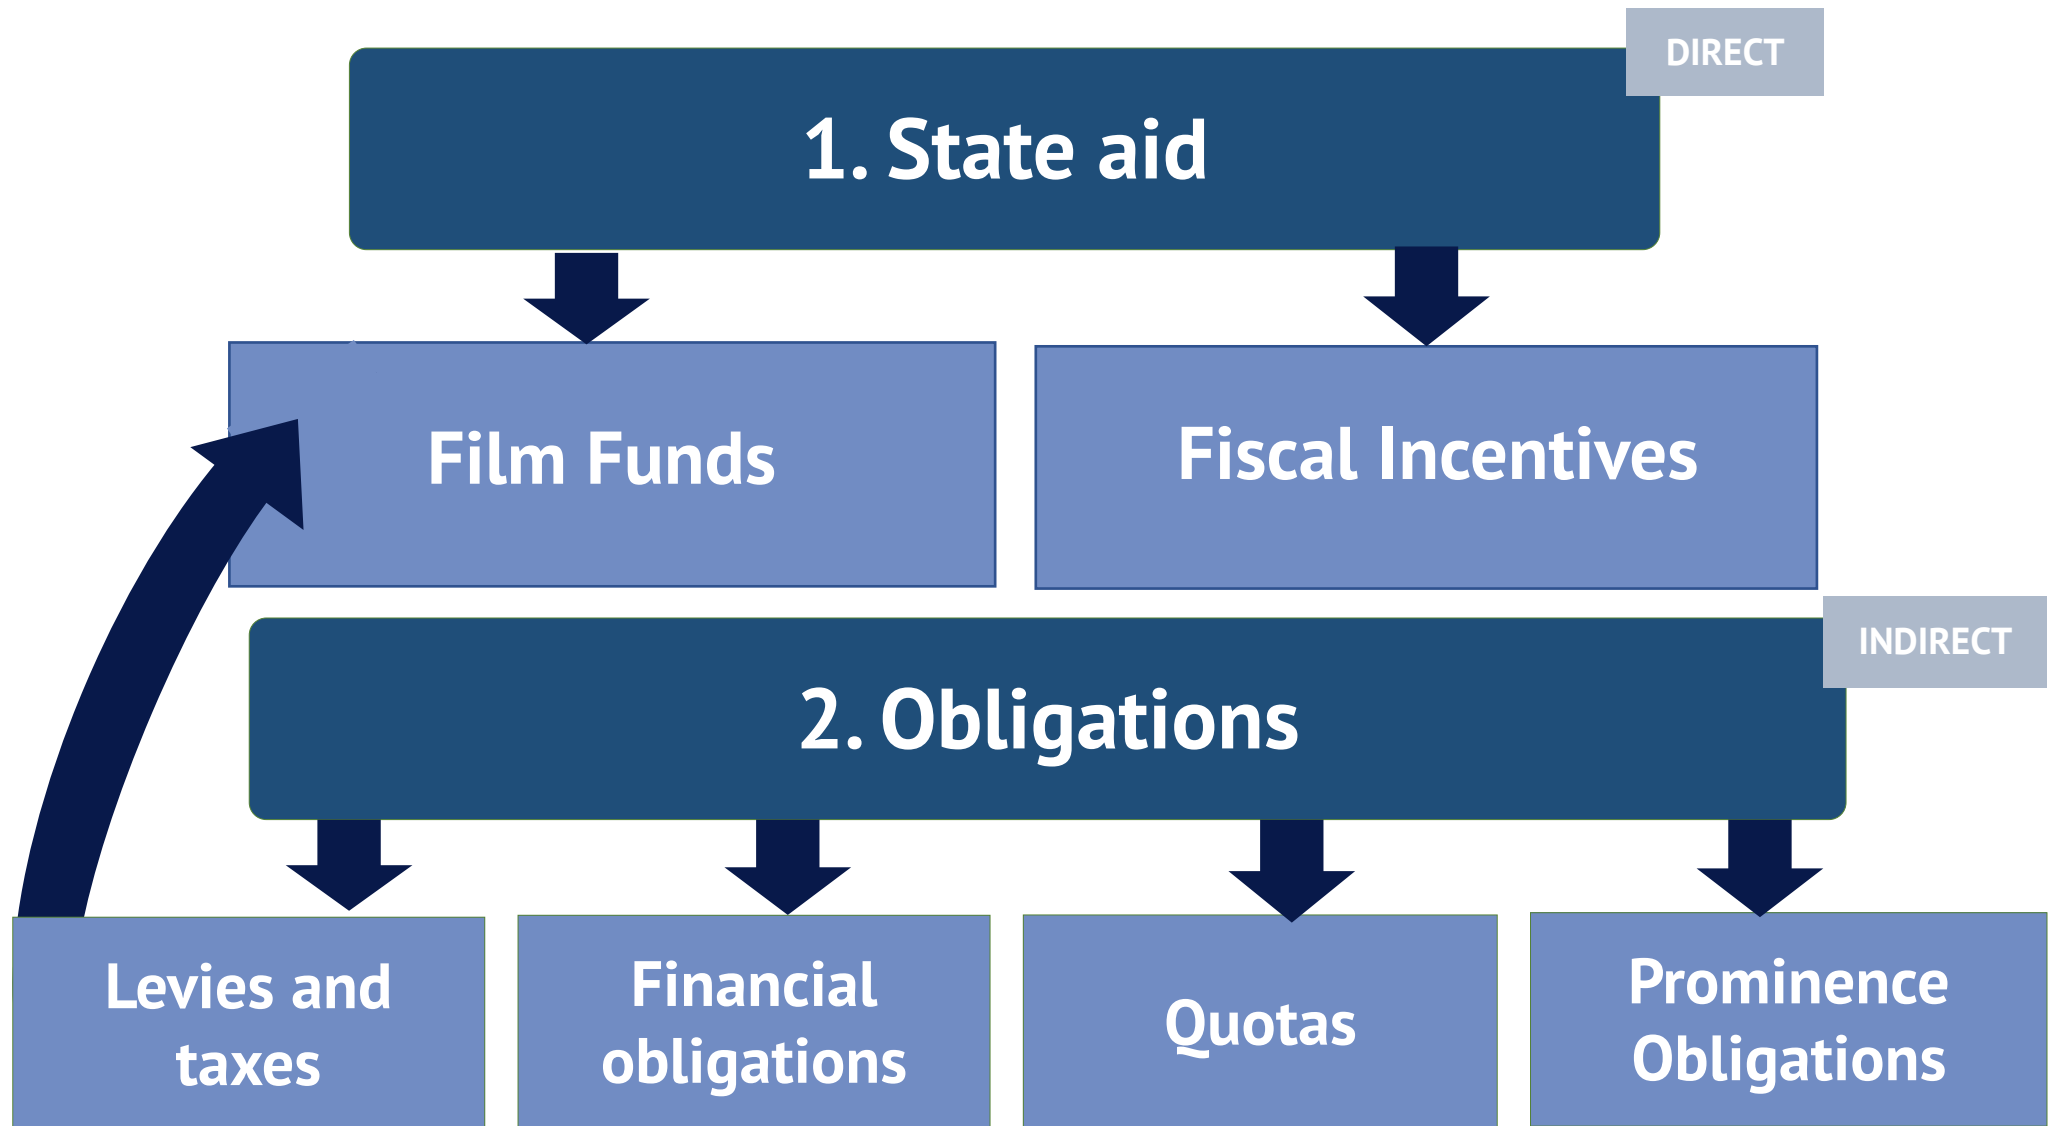 DIRECT
1. State aid
Film Funds
Fiscal Incentives
INDIRECT
2. Obligations
Levies and
taxes
Financial
obligations
Quotas
Prominence
Obligations